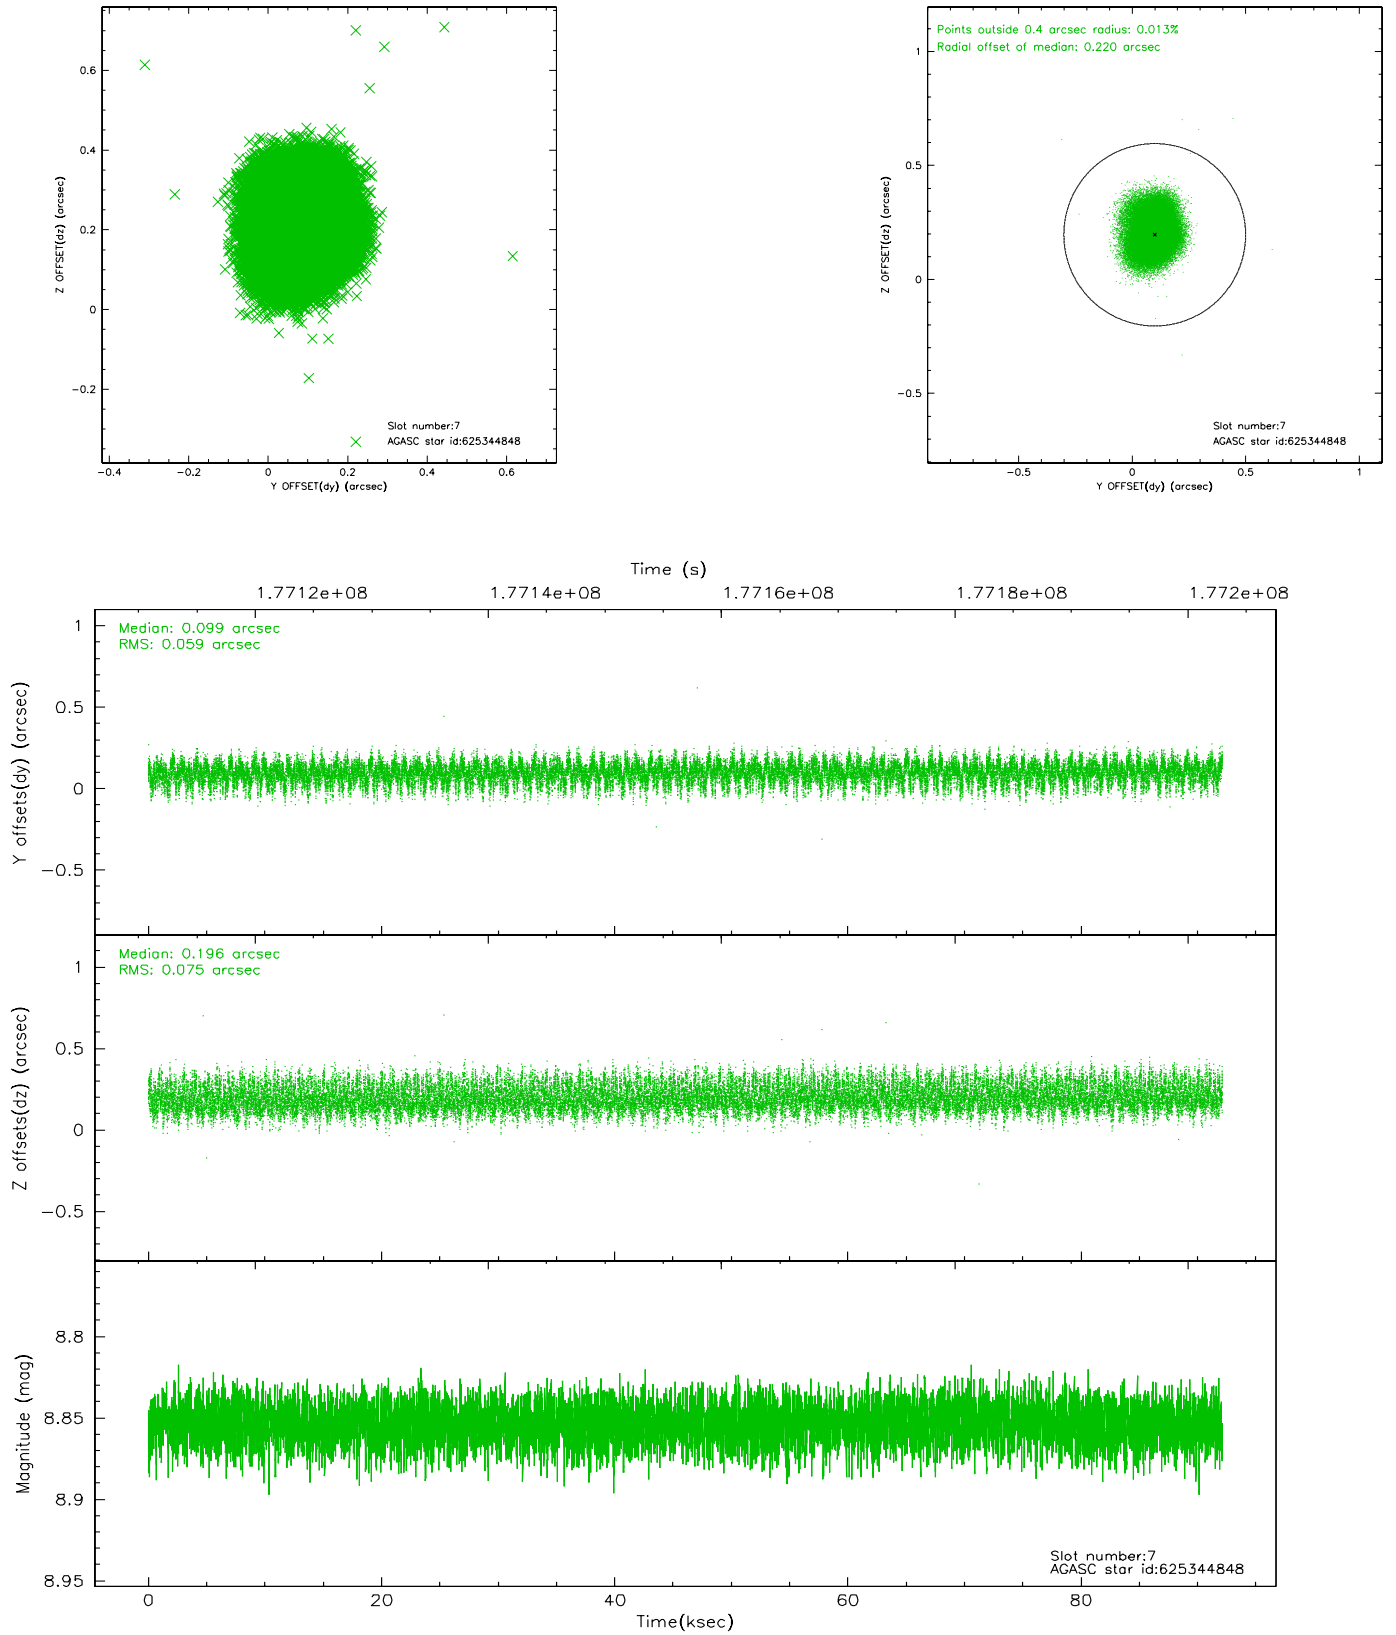 0.6
0.4
0.2
0
−0.2
Z OFFSET(dz) (arcsec)
Slot number:7
AGASC star id:625344848
−0.4 −0.2 0 0.2 0.4 0.6
Y OFFSET(dy) (arcsec)
Points outside 0.4 arcsec radius: 0.013%
Radial offset of median: 0.220 arcsec
1
0.5
0
−0.5
Z OFFSET(dz) (arcsec)
Slot number:7
AGASC star id:625344848
−0.5 0 0.5 1
Y OFFSET(dy) (arcsec)
Time (s)
1.7712e+08 1.7714e+08 1.7716e+08 1.7718e+08 1.772e+08
Median: 0.099 arcsec
RMS: 0.059 arcsec
1
0.5
0
−0.5
Y offsets(dy) (arcsec)
Median: 0.196 arcsec
RMS: 0.075 arcsec
1
0.5
0
−0.5
Z offsets(dz) (arcsec)
8.8
8.85
8.9
8.95
Magnitude (mag)
Slot number:7
AGASC star id:625344848
0 20 40 60 80
Time(ksec)